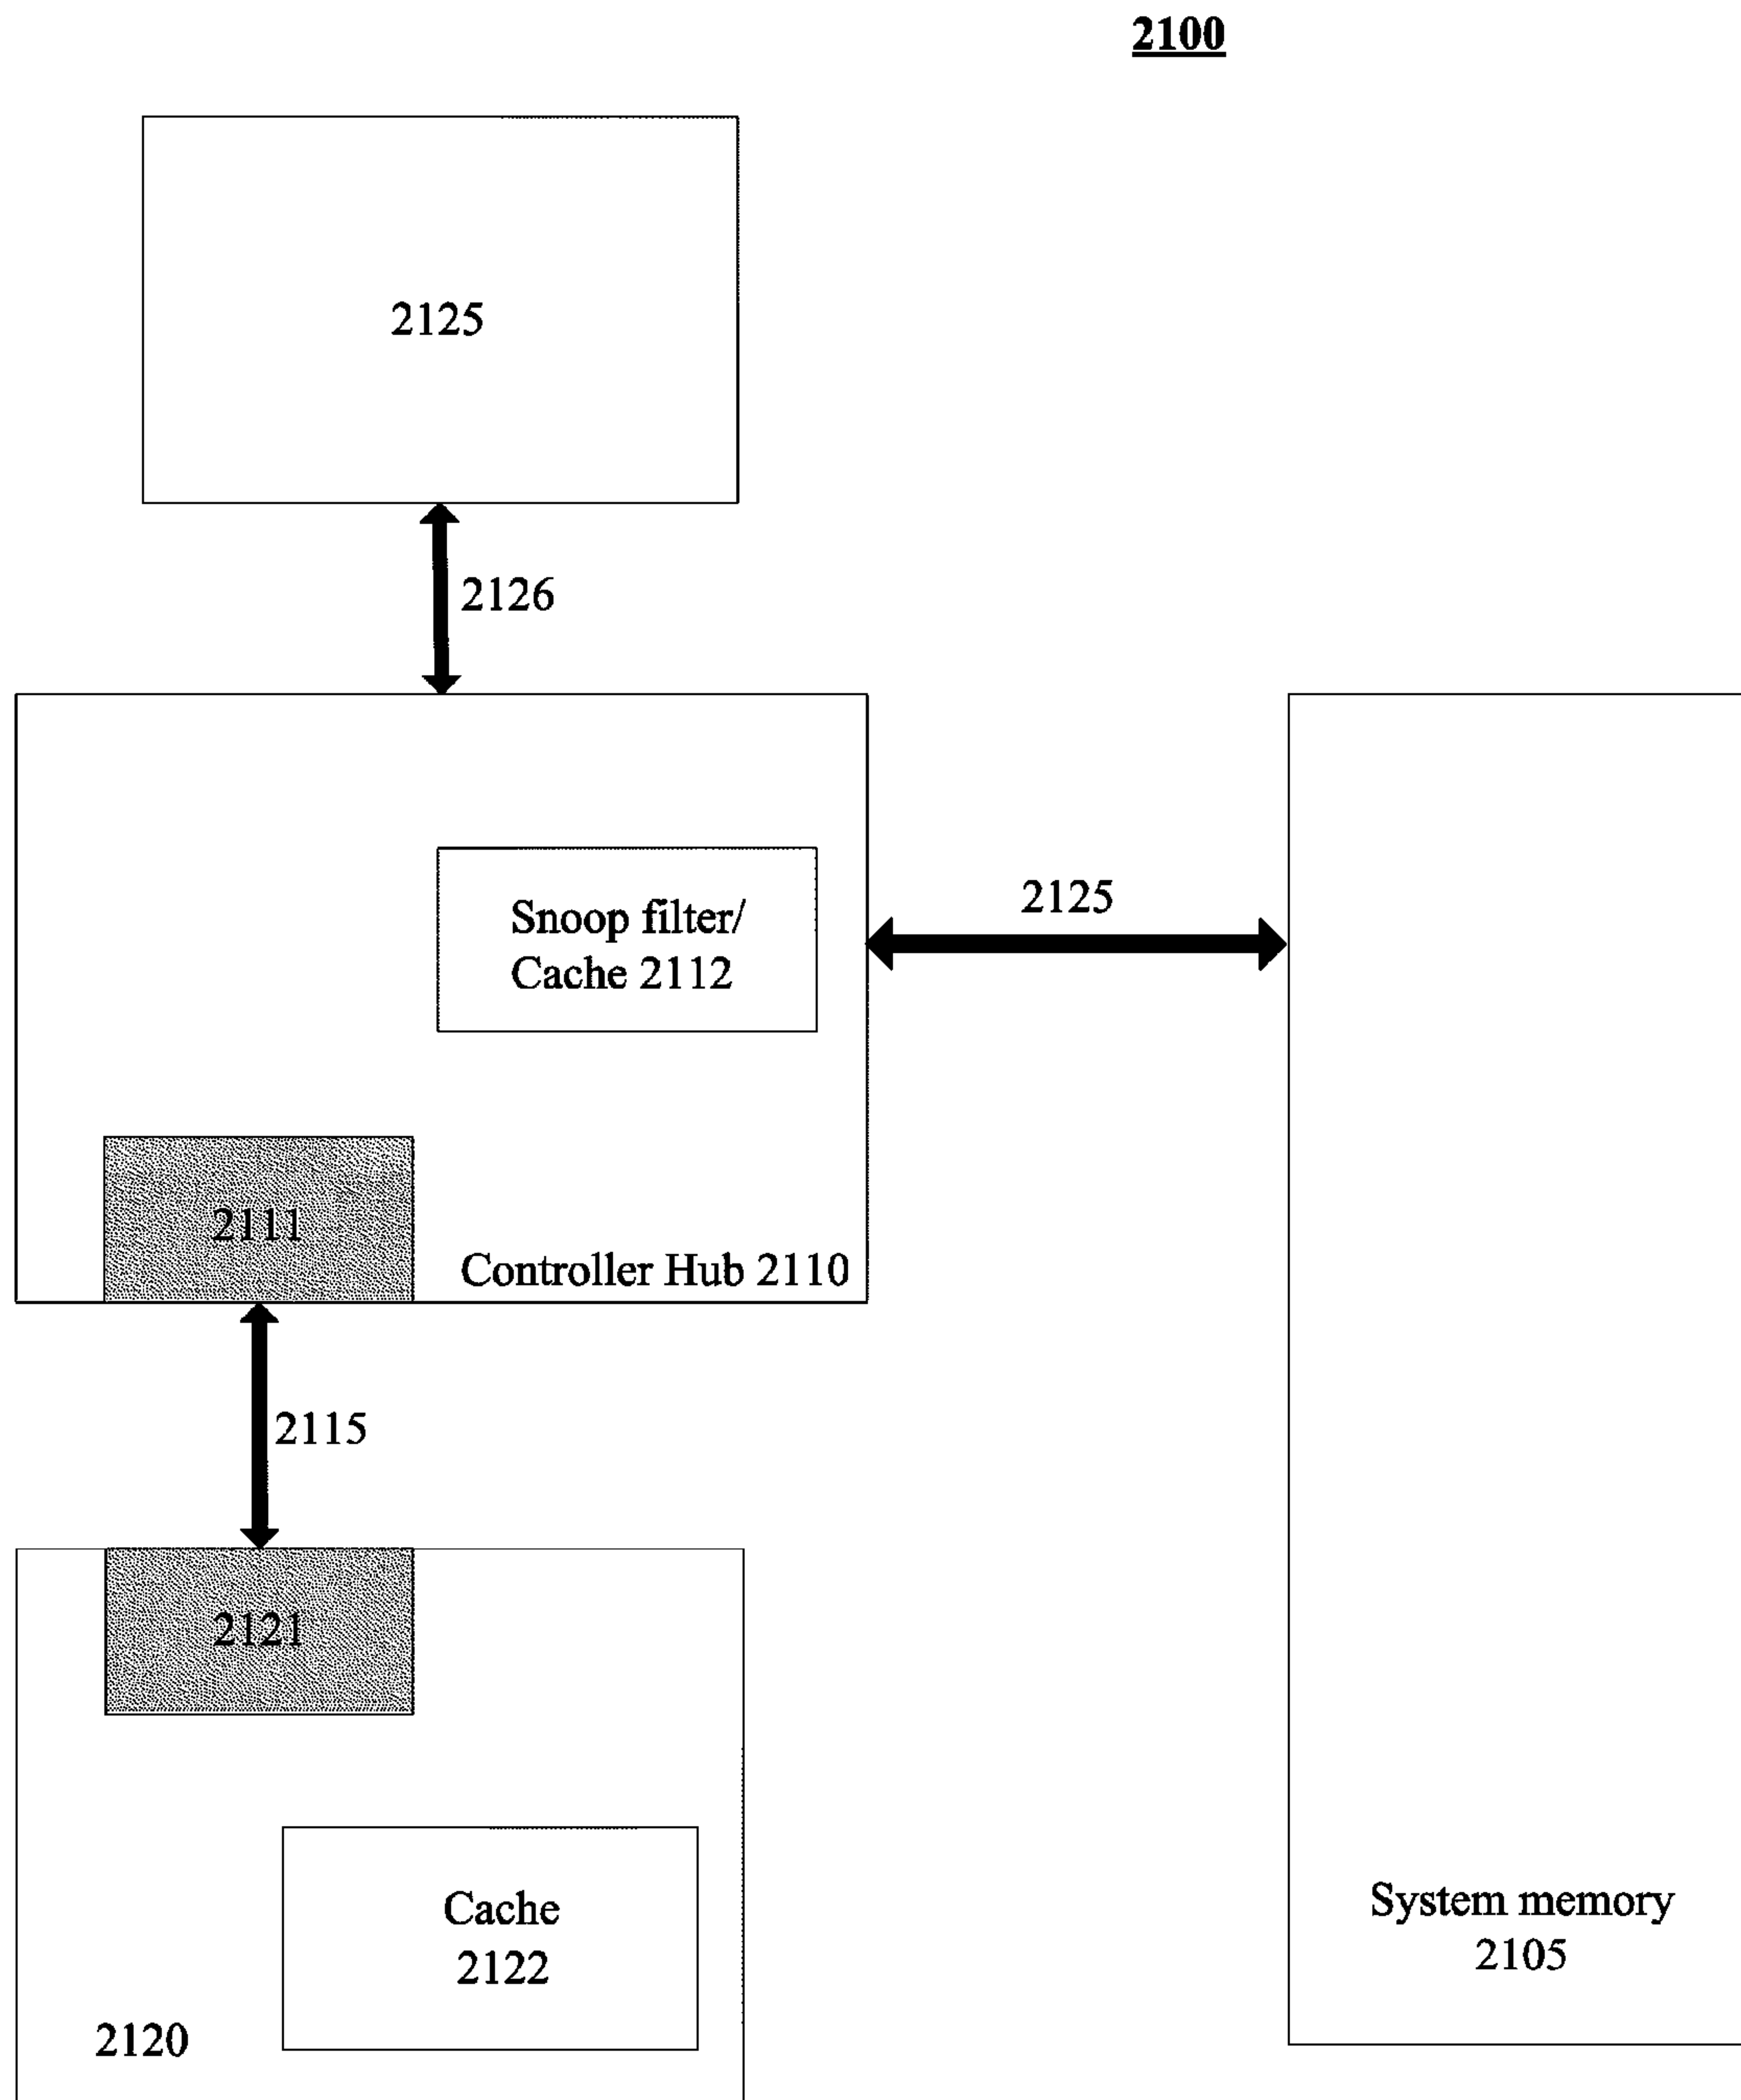 2100
2125
2126
Snoop filter/
Cache 2112
2125
2111
Controller Hub 2110
2115
2121
Cache
2122
2120
System memory
2105